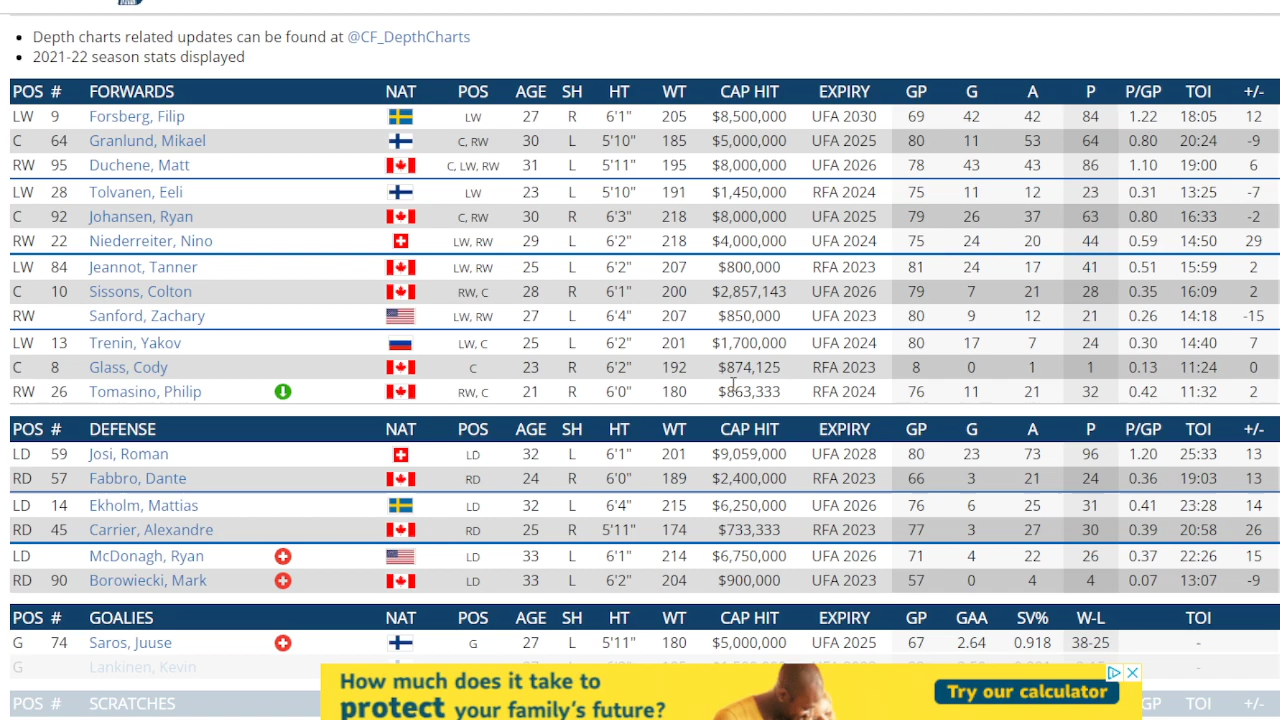 Depth charts related updates can be found at @CF_DepthCharts
2021-22 season stats displayed
POS # FORWARDS NAT POS AGE SH HT WT CAP HIT EXPIRY GP G A P P/GP TOI +/-
LW 9 Forsberg, Filip LW 27 R 6'1" 205 $8,500,000 UFA 2030 69 42 42 84 1.22 18:05 12
C 64 Granlund, Mikael C, RW 30 L 5'10" 185 $5,000,000 UFA 2025 80 11 53 64 0.80 20:24 -9
RW 95 Duchene, Matt C, LW, RW 31 L 5'11" 195 $8,000,000 UFA 2026 78 43 43 86 1.10 19:00 6
LW 28 Tolvanen, Eeli LW 23 L 5'10" 191 $1,450,000 RFA 2024 75 11 12 23 0.31 13:25 -7
C 92 Johansen, Ryan C, RW 30 R 6'3" 218 $8,000,000 UFA 2025 79 26 37 63 0.80 16:33 -2
RW 22 Niederreiter, Nino LW, RW 29 L 6'2" 218 $4,000,000 UFA 2024 75 24 20 44 0.59 14:50 29
LW 84 Jeannot, Tanner LW, RW 25 L 6'2" 207 $800,000 RFA 2023 81 24 17 41 0.51 15:59 2
C 10 Sissons, Colton RW, C 28 R 6'1" 200 $2,857,143 UFA 2026 79 7 21 28 0.35 16:09 2
RW Sanford, Zachary LW, RW 27 L 6'4" 207 $850,000 UFA 2023 80 9 12 21 0.26 14:18 -15
LW 13 Trenin, Yakov LW, C 25 L 6'2" 201 $1,700,000 UFA 2024 80 17 7 24 0.30 14:40 7
C 8 Glass, Cody C 23 R 6'2" 192 $874,125 RFA 2023 8 0 1 1 0.13 11:24 0
RW 26 Tomasino, Philip RW, C 21 R 6'0" 180 $863,333 RFA 2024 76 11 21 32 0.42 11:32 2
POS # DEFENSE NAT POS AGE SH HT WT CAP HIT EXPIRY GP G A P P/GP TOI +/-
LD 59 Josi, Roman LD 32 L 6'1" 201 $9,059,000 UFA 2028 80 23 73 96 1.20 25:33 13
RD 57 Fabbro, Dante RD 24 R 6'0" 189 $2,400,000 RFA 2023 66 3 21 24 0.36 19:03 13
LD 14 Ekholm, Mattias LD 32 L 6'4" 215 $6,250,000 UFA 2026 76 6 25 31 0.41 23:28 14
RD 45 Carrier, Alexandre RD 25 R 5'11" 174 $733,333 RFA 2023 77 3 27 30 0.39 20:58 26
LD McDonagh, Ryan LD 33 L 6'1" 214 $6,750,000 UFA 2026 71 4 22 26 0.37 22:26 15
RD 90 Borowiecki, Mark LD 33 L 6'2" 204 $900,000 UFA 2023 57 0 4 4 0.07 13:07 -9
POS # GOALIES NAT POS AGE SH HT WT CAP HIT EXPIRY GP GAA SV% W-L TOI
G 74 Saros, Juuse G 27 L 5'11" 180 $5,000,000 UFA 2025 67 2.64 0.918 38-25 -
G Lankinen, Kevin
How much does it take to
protect your family's future?
Try our calculator
POS # SCRATCHES GP TOI +/-